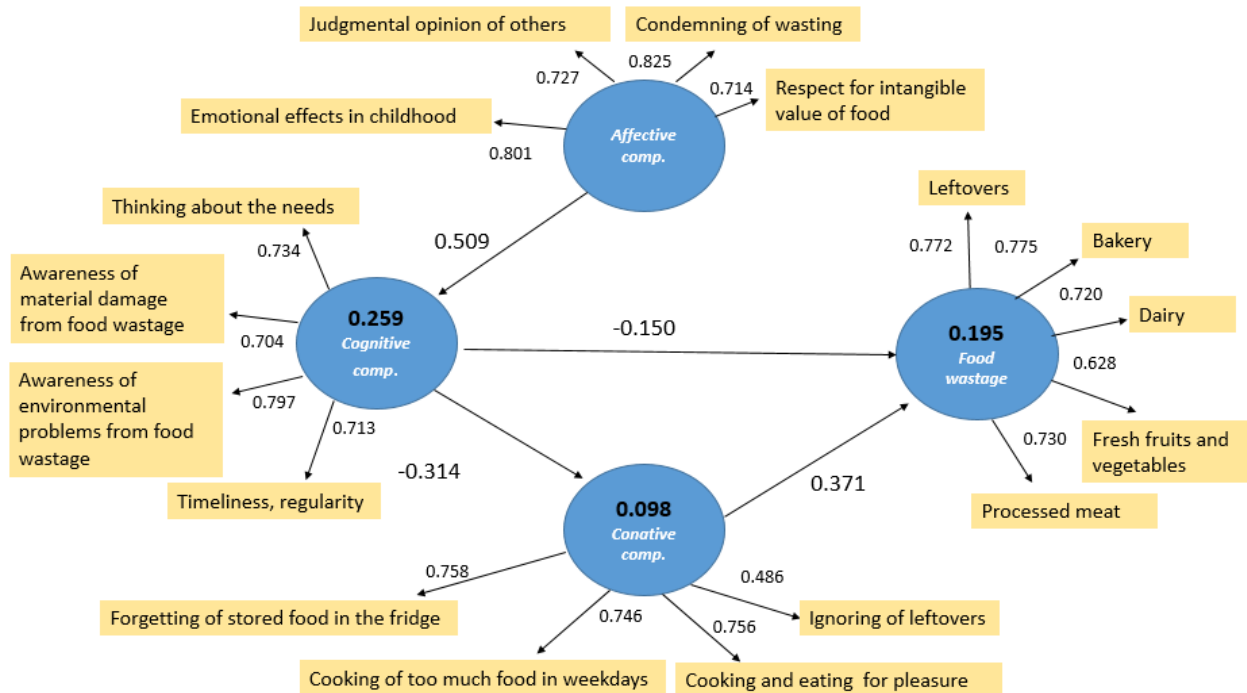 Judgmental opinion of others
Condemning of wasting
0.727
0.825
0.714
Respect for intangible
value of food
Emotional effects in childhood
0.801
Affective
comp.
Thinking about the needs
0.734
0.509
Awareness of
material damage
from food wastage
0.704
0.259
Cognitive
comp.
Awareness of
environmental
problems from food
wastage
0.797
0.713
Timeliness, regularity
-0.150
-0.314
Leftovers
0.772
0.775
Bakery
0.720
Dairy
0.195
Food
wastage
0.628
Fresh fruits and
vegetables
0.730
Processed meat
0.371
0.098
Conative
comp.
0.758
Forgetting of stored food in the fridge
0.746
Cooking of too much food in weekdays
0.756
Cooking and eating for pleasure
0.486
Ignoring of leftovers